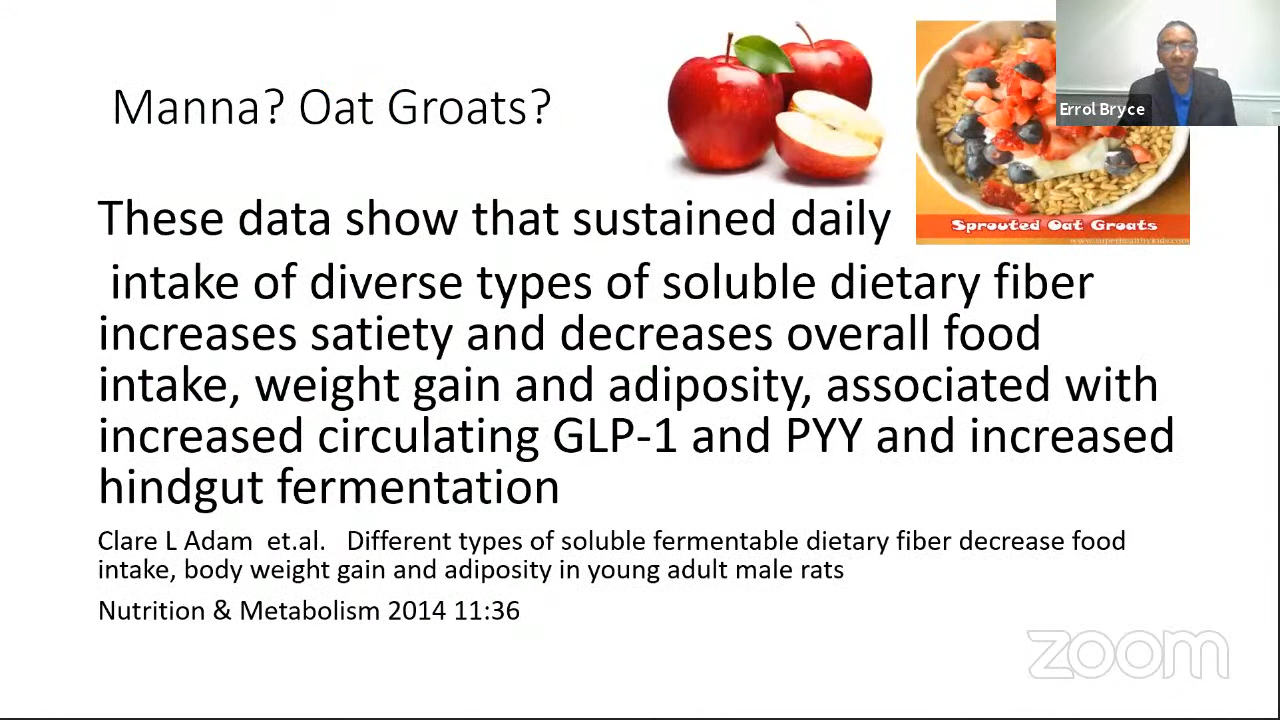 Manna? Oat Groats?
Errol Bryce
These data show that sustained daily
intake of diverse types of soluble dietary fiber
increases satiety and decreases overall food
intake, weight gain and adiposity, associated with
increased circulating GLP-1 and PYY and increased
hindgut fermentation
Sprouted Oat Groats
www.superhealthykids.com
Clare L Adam et.al. Different types of soluble fermentable dietary fiber decrease food
intake, body weight gain and adiposity in young adult male rats
Nutrition & Metabolism 2014 11:36
zoom